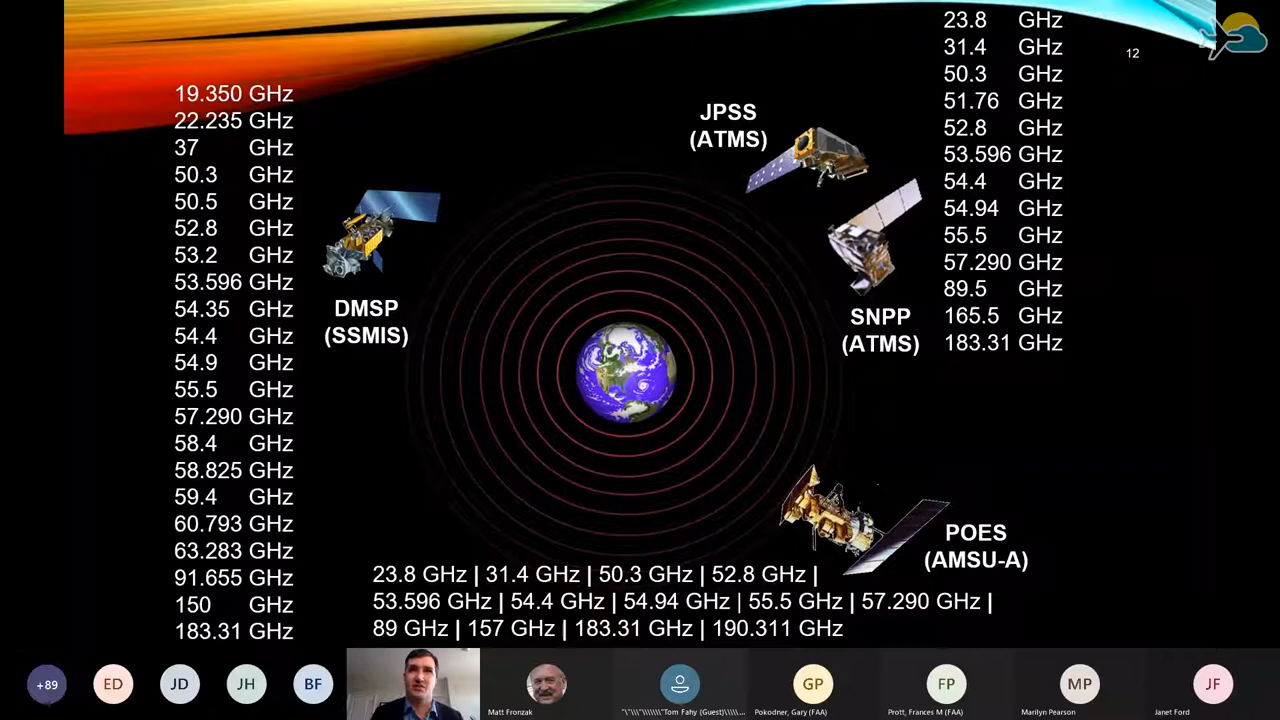 19.350 GHz
22.235 GHz
37 GHz
50.3 GHz
50.5 GHz
52.8 GHz
53.2 GHz
53.596 GHz
54.35 GHz
54.4 GHz
54.9 GHz
55.5 GHz
57.290 GHz
58.4 GHz
58.825 GHz
59.4 GHz
60.793 GHz
63.283 GHz
91.655 GHz
150 GHz
183.31 GHz
DMSP
(SSMIS)
JPSS
(ATMS)
SNPP
(ATMS)
23.8 GHz
31.4 GHz
50.3 GHz
51.76 GHz
52.8 GHz
53.596 GHz
54.4 GHz
54.94 GHz
55.5 GHz
57.290 GHz
89.5 GHz
165.5 GHz
183.31 GHz
12
POES
(AMSU-A)
23.8 GHz | 31.4 GHz | 50.3 GHz | 52.8 GHz |
53.596 GHz | 54.4 GHz | 54.94 GHz | 55.5 GHz | 57.290 GHz |
89 GHz | 157 GHz | 183.31 GHz | 190.311 GHz
+89
ED
JD
JH
BF
Matt Fronzak
"\"\\\"\\\\\\\"Tom Fahy (Guest)\\\\\...
GP
Pokodner, Gary (FAA)
FP
Prott, Frances M (FAA)
MP
Marilyn Pearson
JF
Janet Ford